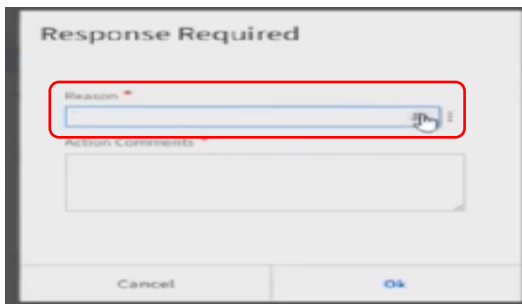 Response Required
Reason *
Action Comments *
Cancel
Ok